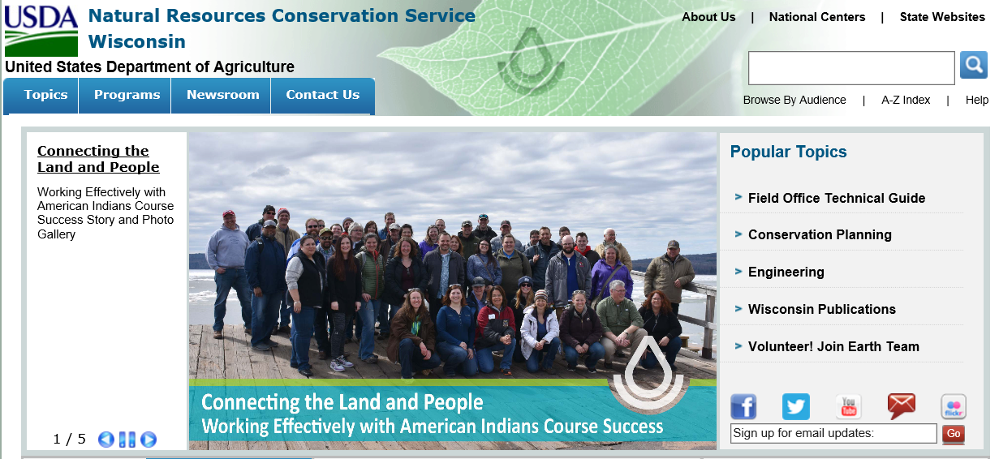 USDA
Natural Resources Conservation Service
Wisconsin
United States Department of Agriculture
About Us | National Centers | State Websites
Browse By Audience | A-Z Index | Help
Topics
Programs
Newsroom
Contact Us
Connecting the
Land and People
Working Effectively with
American Indians Course
Success Story and Photo
Gallery
1 / 5
Connecting the Land and People
Working Effectively with American Indians Course Success
Popular Topics
> Field Office Technical Guide
> Conservation Planning
> Engineering
> Wisconsin Publications
> Volunteer! Join Earth Team
f
You
Tube
flickr
Sign up for email updates:
Go